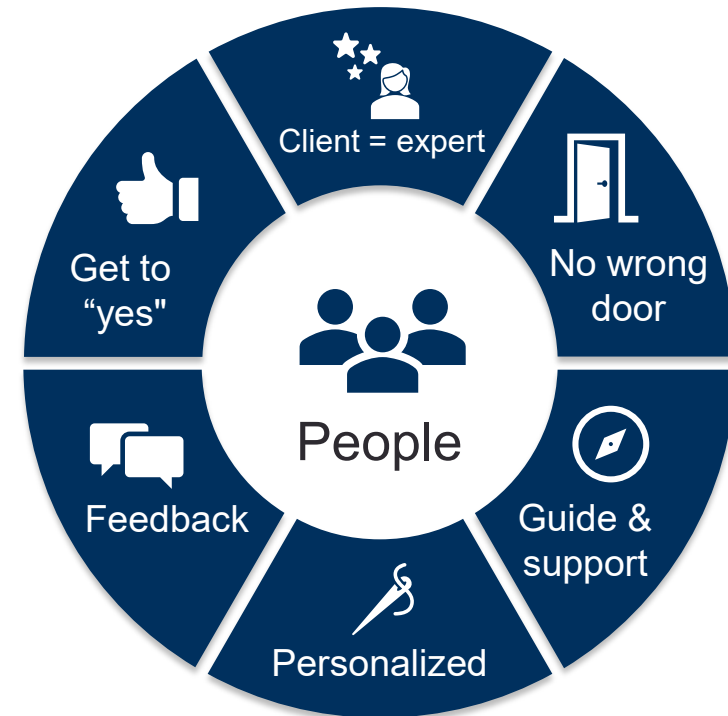 Client = expert
No wrong
door
Guide &
support
Personalized
Feedback
Get to
“yes"
People